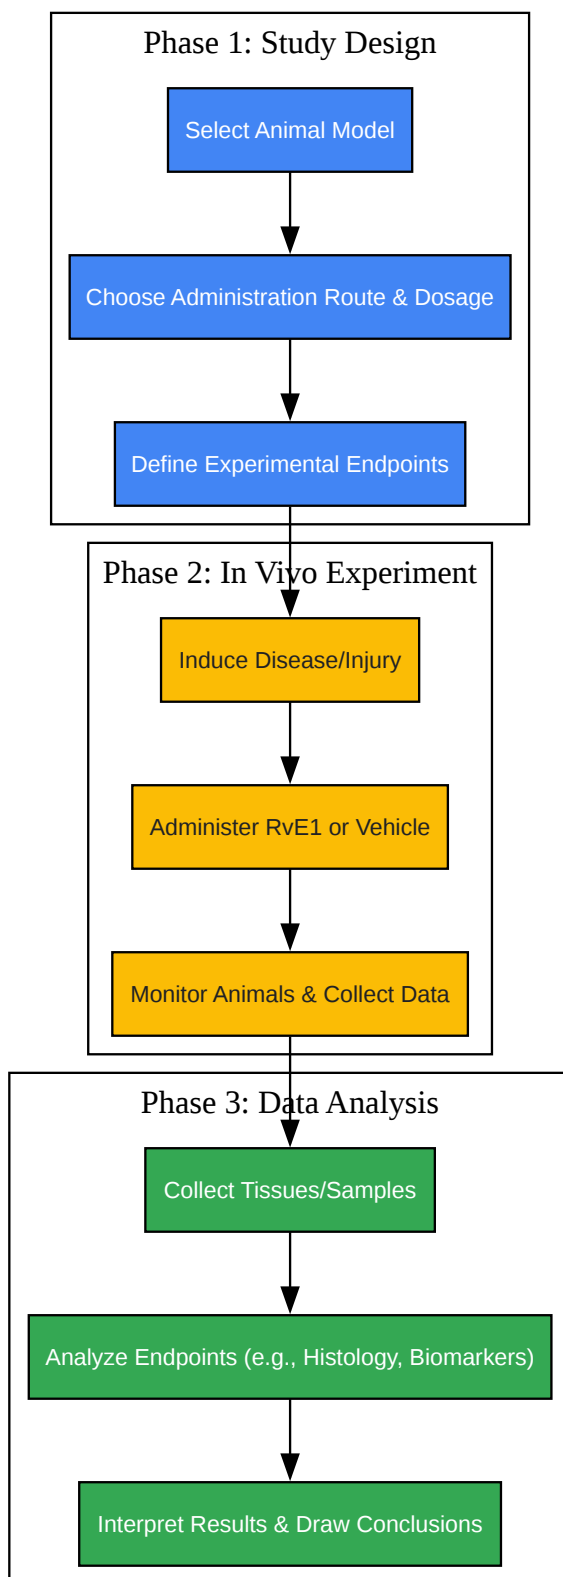 Phase 1: Study Design
Select Animal Model
Choose Administration Route & Dosage
Define Experimental Endpoints
Phase 2: In Vivo Experiment
Induce Disease/Injury
Administer RvE1 or Vehicle
Monitor Animals & Collect Data
Phase 3: Data Analysis
Collect Tissues/Samples
Analyze Endpoints (e.g., Histology, Biomarkers)
Interpret Results & Draw Conclusions